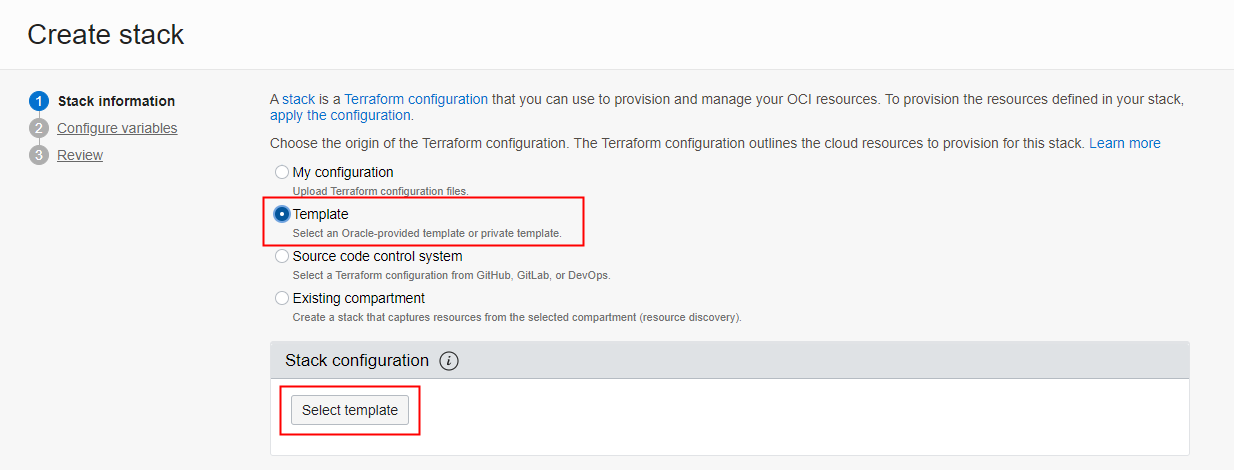 Create stack
1 Stack information
2 Configure variables
3 Review
A stack is a Terraform configuration that you can use to provision and manage your OCI resources. To provision the resources defined in your stack,
apply the configuration.
Choose the origin of the Terraform configuration. The Terraform configuration outlines the cloud resources to provision for this stack. Learn more
My configuration
Upload Terraform configuration files.
Template
Select an Oracle-provided template or private template.
Source code control system
Select a Terraform configuration from GitHub, GitLab, or DevOps.
Existing compartment
Create a stack that captures resources from the selected compartment (resource discovery).
Stack configuration i
Select template